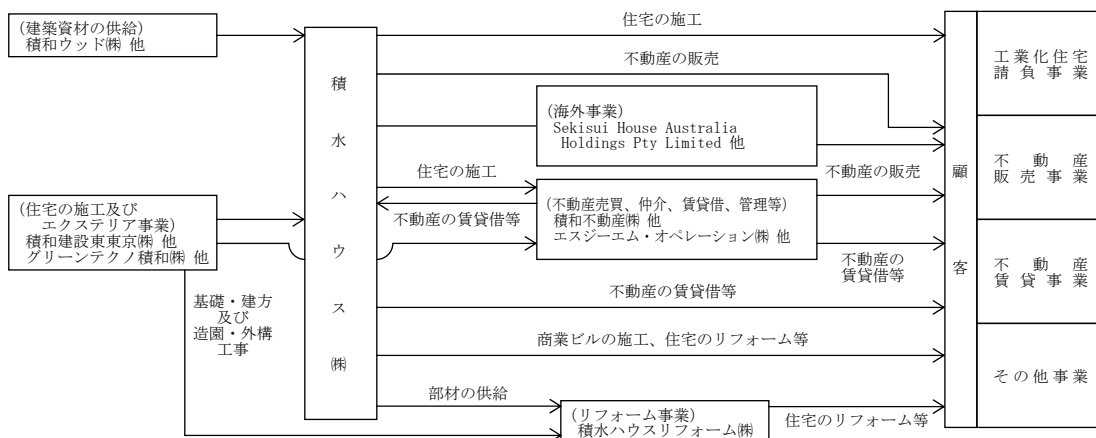 (建築資材の供給)
積和ウッド㈱ 他
(住宅の施工及び
エクステリア事業)
積和建設東東京㈱ 他
グリーンテクノ積和㈱ 他
基礎・建方
及び
造園・外構
工事
積水ハウス㈱
住宅の施工
不動産の販売
(海外事業)
Sekisui House Australia
Holdings Pty Limited 他
住宅の施工
不動産の販売
不動産の賃貸借等
(不動産売買、仲介、賃貸借、管理等)
積和不動産㈱ 他
エスジーエム・オペレーション㈱ 他
不動産の
賃貸借等
不動産の賃貸借等
商業ビルの施工、住宅のリフォーム等
部材の供給
(リフォーム事業)
積水ハウスリフォーム㈱
住宅のリフォーム等
顧客
工業化住宅
請負事業
不動産
販売事業
不動産
賃貸事業
その他事業